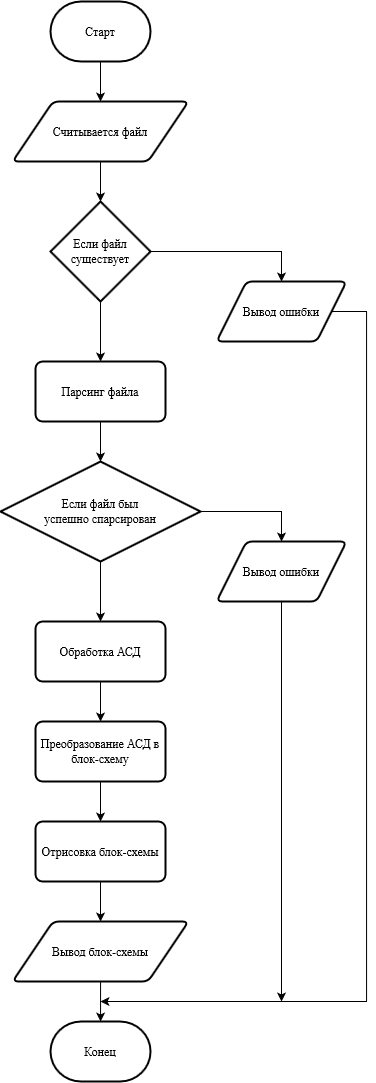 Старт
Считывается файл
Если файл
существует
Вывод ошибки
Парсинг файла
Если файл был
успешно спарсирован
Вывод ошибки
Обработка АСД
Преобразование АСД в
блок-схему
Отрисовка блок-схемы
Вывод блок-схемы
Конец